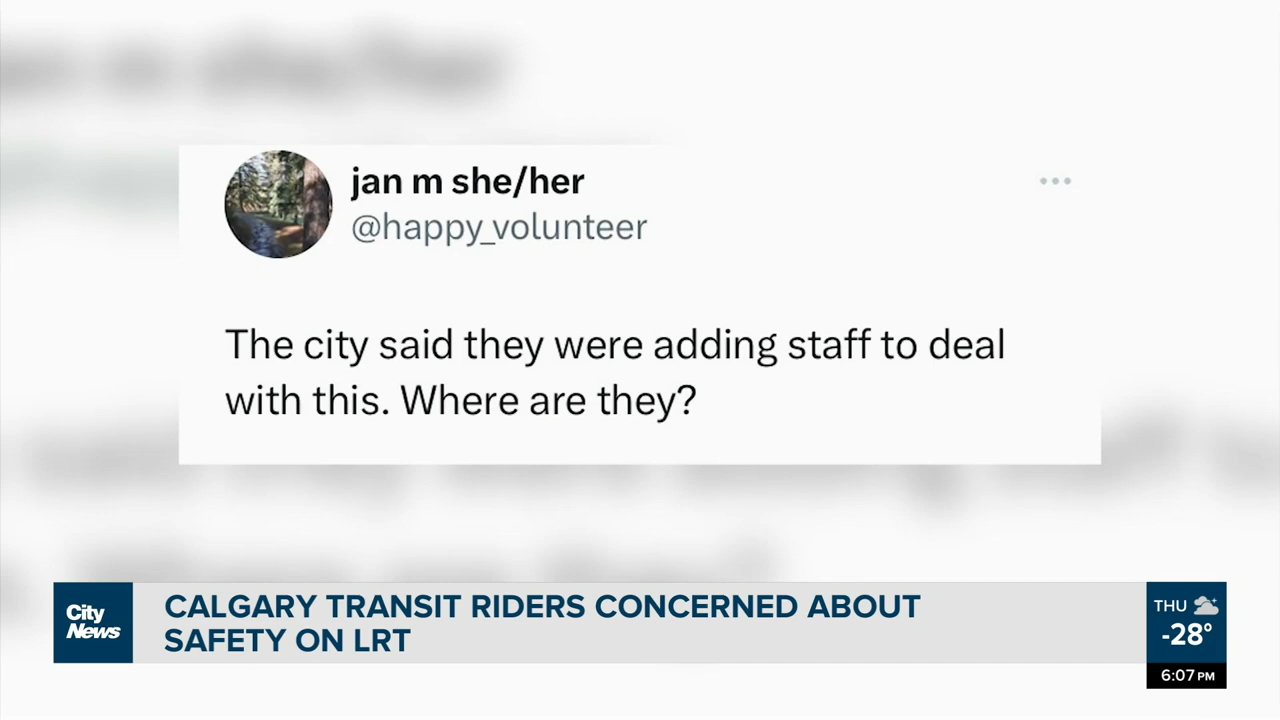 jan m she/her
@happy_volunteer
The city said they were adding staff to deal
with this. Where are they?
City
News
CALGARY TRANSIT RIDERS CONCERNED ABOUT
SAFETY ON LRT
THU
-28°
6:07 PM